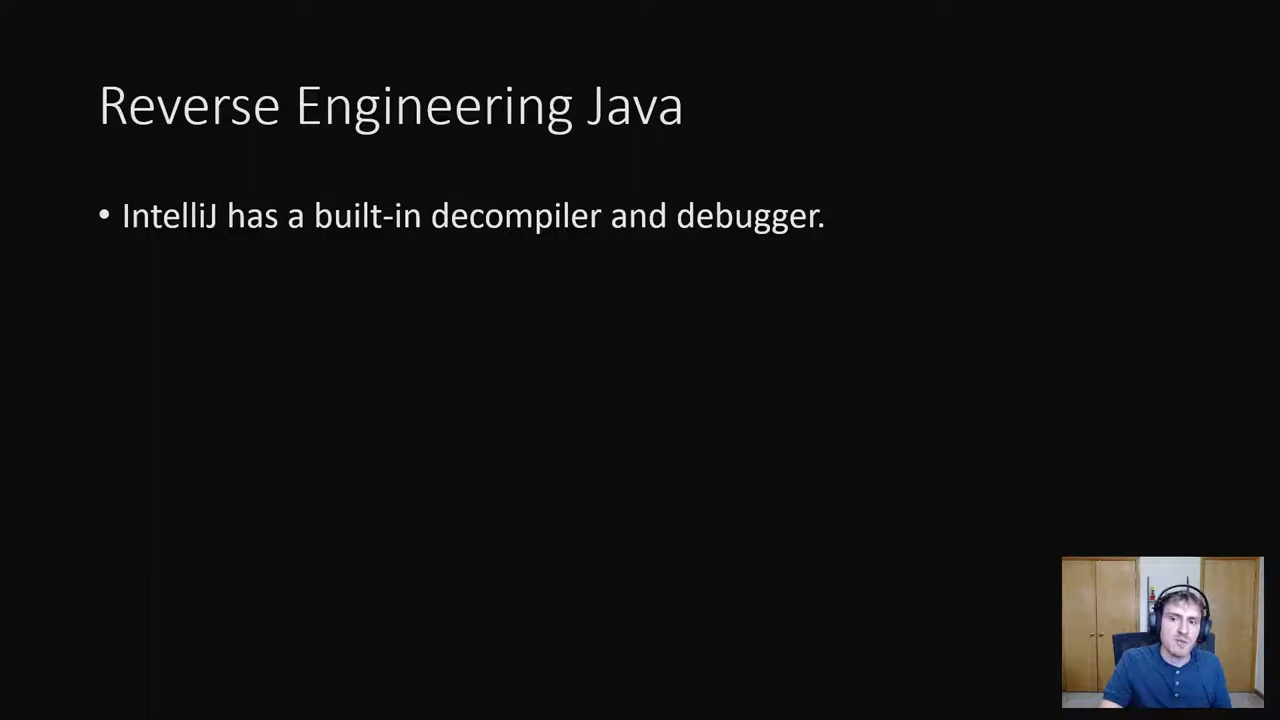 Reverse Engineering Java
• IntelliJ has a built-in decompiler and debugger.